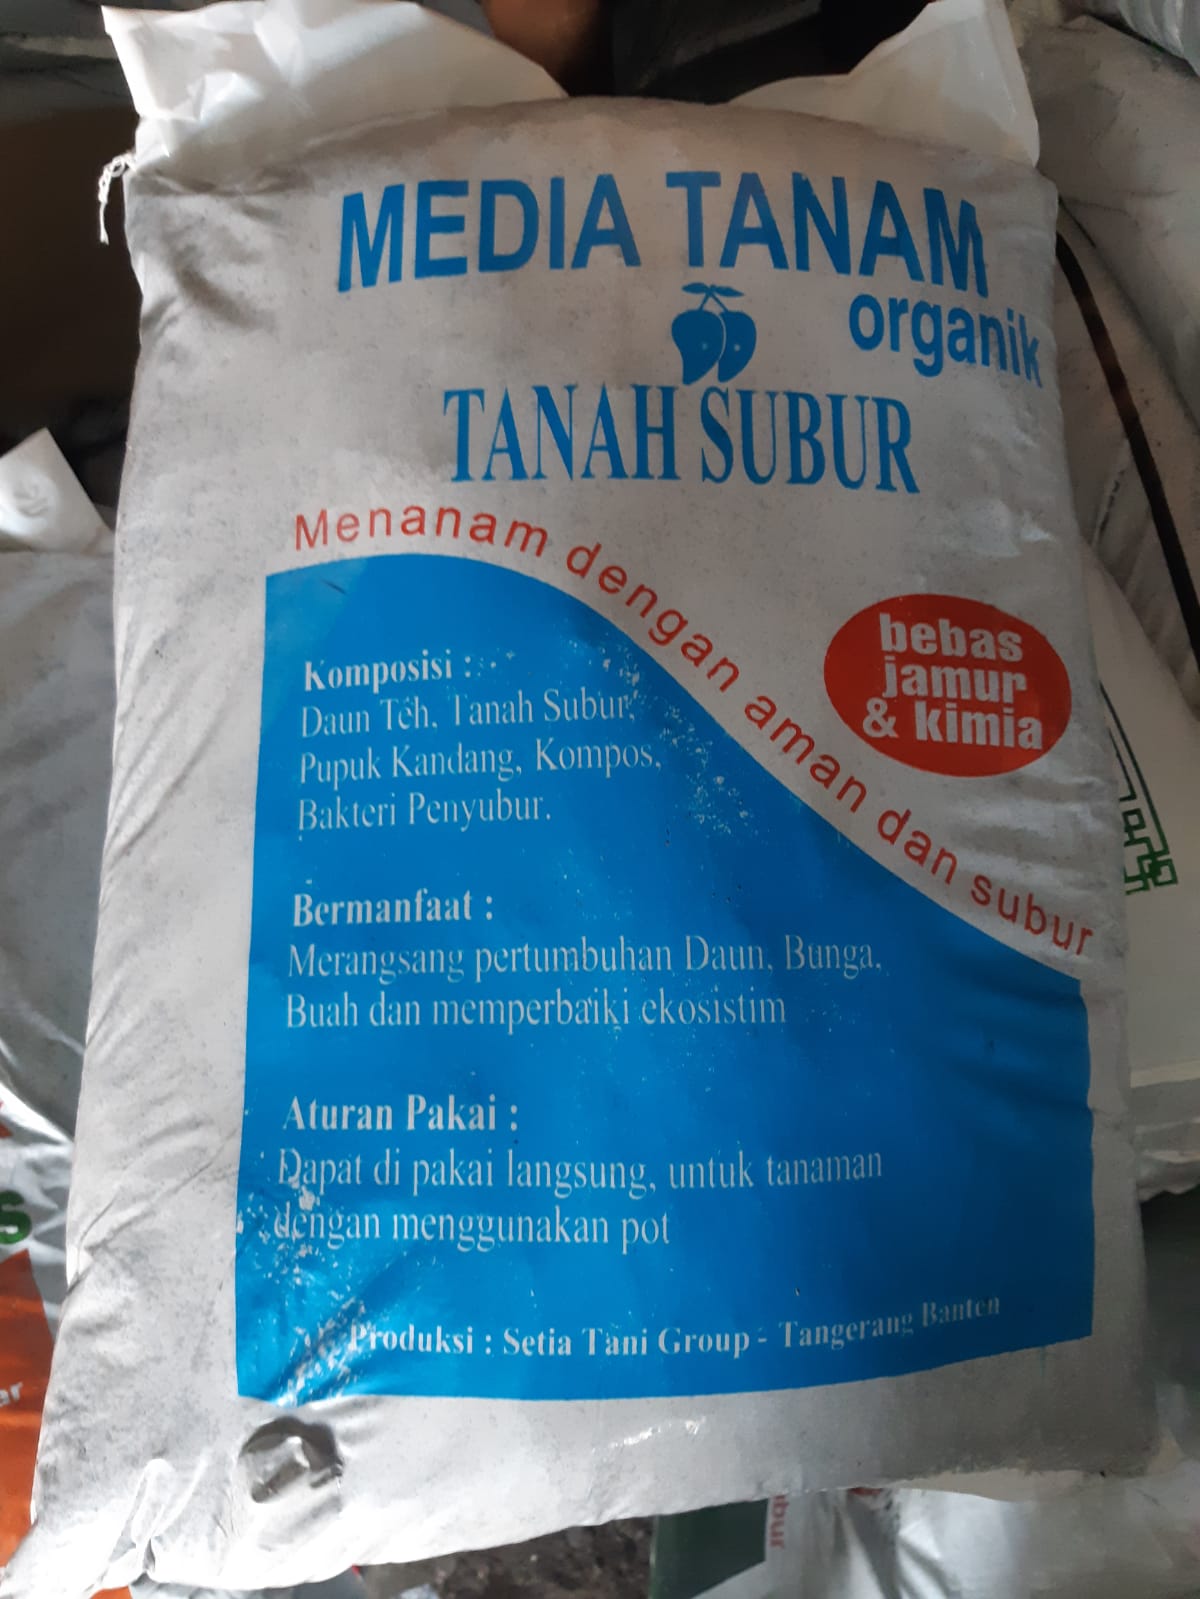 MEDIA TANAM
organik
TANAH SUBUR
Menanam dengan aman dan subur
bebas
jamur
& kimia
Komposisi :
Daun Teh, Tanah Subur,
Pupuk Kandang, Kompos,
Bakteri Penyubur.
Bermanfaat :
Merangsang pertumbuhan Daun, Bunga,
Buah dan memperbaiki ekosistim
Aturan Pakai :
Dapat di pakai langsung, untuk tanaman
dengan menggunakan pot
Produksi : Setia Tani Group - Tangerang Banten